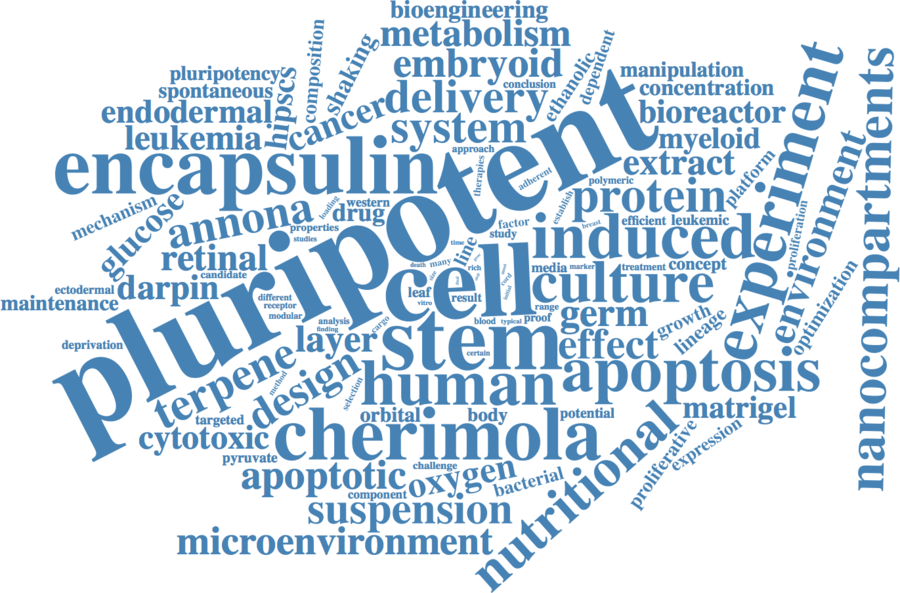 bioengineering
metabolism
embryoid
conclusion
composition
shaking
ethanolic
dependent
manipulation
concentration
pluripotency
spontaneous
endodermal
leukemia
hipscs
cancer
delivery
system
bioreactor
myeloid
extract
experiment
nanocompartments
encapsulin
pluripotent
approach
therapies
adherent
polymeric
protein
platform
environment
mechanism
glucose
annona
loading
western
drug
properties
studies
establish
breast
efficient
leukemic
proliferation
factor
study
induced
retinal
candidate
darpin
line
time
many
death
rich
cell
media
marker
treatment
concept
culture
optimization
ectodermal
maintenance
different
receptor
modular
leaf
vitro
result
range
proof
germ
growth
lineage
deprivation
analysis
finding
cargo
blood
typical
layer
stem
certain
effect
terpene
design
method
selection
human
apoptosis
targeted
cytotoxic
pyruvate
orbital
body
potential
matrigel
cherimola
nutritional
proliferative
expression
apoptotic
challenge
component
oxygen
bacterial
suspension
microenvironment